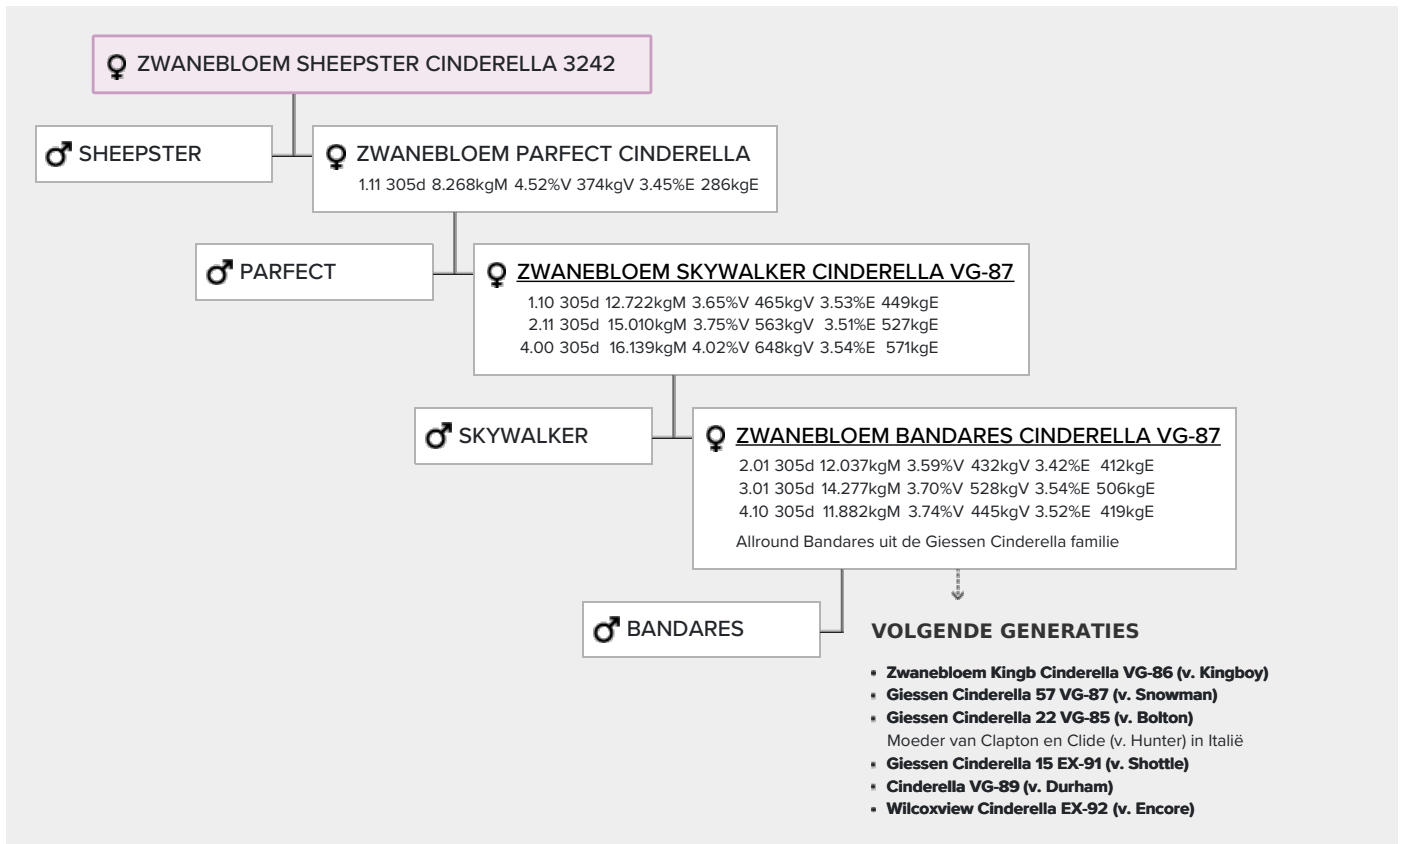 ZWANEBLOEM SHEEPSTER CINDERELLA 3242
SHEEPSTER
ZWANEBLOEM PARFECT CINDERELLA
1.11 305d 8.268kgM 4.52%V 374kgV 3.45%E 286kgE
PARFECT
ZWANEBLOEM SKYWALKER CINDERELLA VG-87
1.10 305d 12.722kgM 3.65%V 465kgV 3.53%E 449kgE
2.11 305d 15.010kgM 3.75%V 563kgV 3.51%E 527kgE
4.00 305d 16.139kgM 4.02%V 648kgV 3.54%E 571kgE
SKYWALKER
ZWANEBLOEM BANDARES CINDERELLA VG-87
2.01 305d 12.037kgM 3.59%V 432kgV 3.42%E 412kgE
3.01 305d 14.277kgM 3.70%V 528kgV 3.54%E 506kgE
4.10 305d 11.882kgM 3.74%V 445kgV 3.52%E 419kgE
Allround Bandares uit de Giessen Cinderella familie
BANDARES
VOLGENDE GENERATIES
Zwanebloem Kingb Cinderella VG-86 (v. Kingboy)
Giessen Cinderella 57 VG-87 (v. Snowman)
Giessen Cinderella 22 VG-85 (v. Bolton)
Moeder van Clapton en Clide (v. Hunter) in Italië
Giessen Cinderella 15 EX-91 (v. Shottle)
Cinderella VG-89 (v. Durham)
Wilcoxview Cinderella EX-92 (v. Encore)